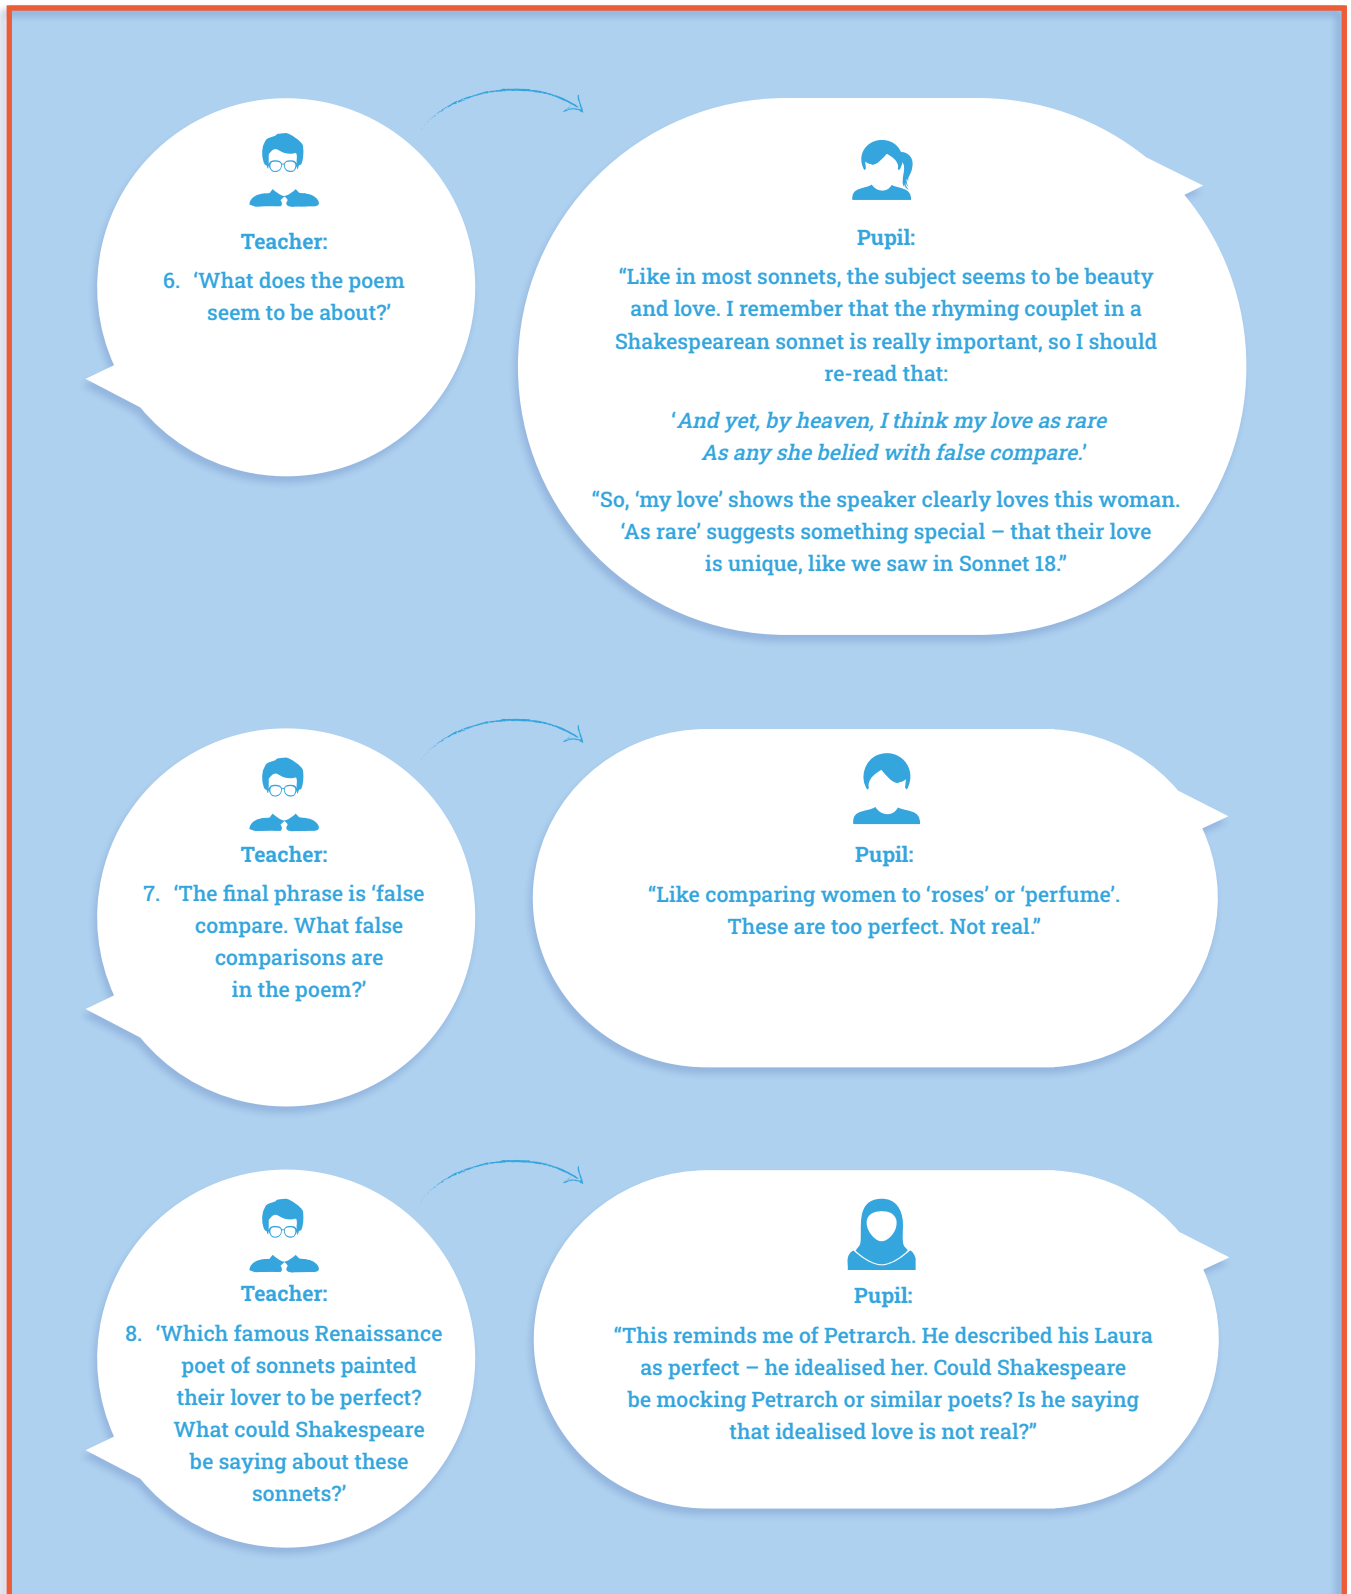 Teacher:
6. ‘What does the poem
seem to be about?’
Pupil:
“Like in most sonnets, the subject seems to be beauty
and love. I remember that the rhyming couplet in a
Shakespearean sonnet is really important, so I should
re-read that:
‘And yet, by heaven, I think my love as rare
As any she belied with false compare.’
“So, ‘my love’ shows the speaker clearly loves this woman.
‘As rare’ suggests something special – that their love
is unique, like we saw in Sonnet 18.”
Teacher:
7. ‘The final phrase is ‘false
compare. What false
comparisons are
in the poem?’
Pupil:
“Like comparing women to ‘roses’ or ‘perfume’.
These are too perfect. Not real.”
Teacher:
8. ‘Which famous Renaissance
poet of sonnets painted
their lover to be perfect?
What could Shakespeare
be saying about these
sonnets?’
Pupil:
“This reminds me of Petrarch. He described his Laura
as perfect – he idealised her. Could Shakespeare
be mocking Petrarch or similar poets? Is he saying
that idealised love is not real?”